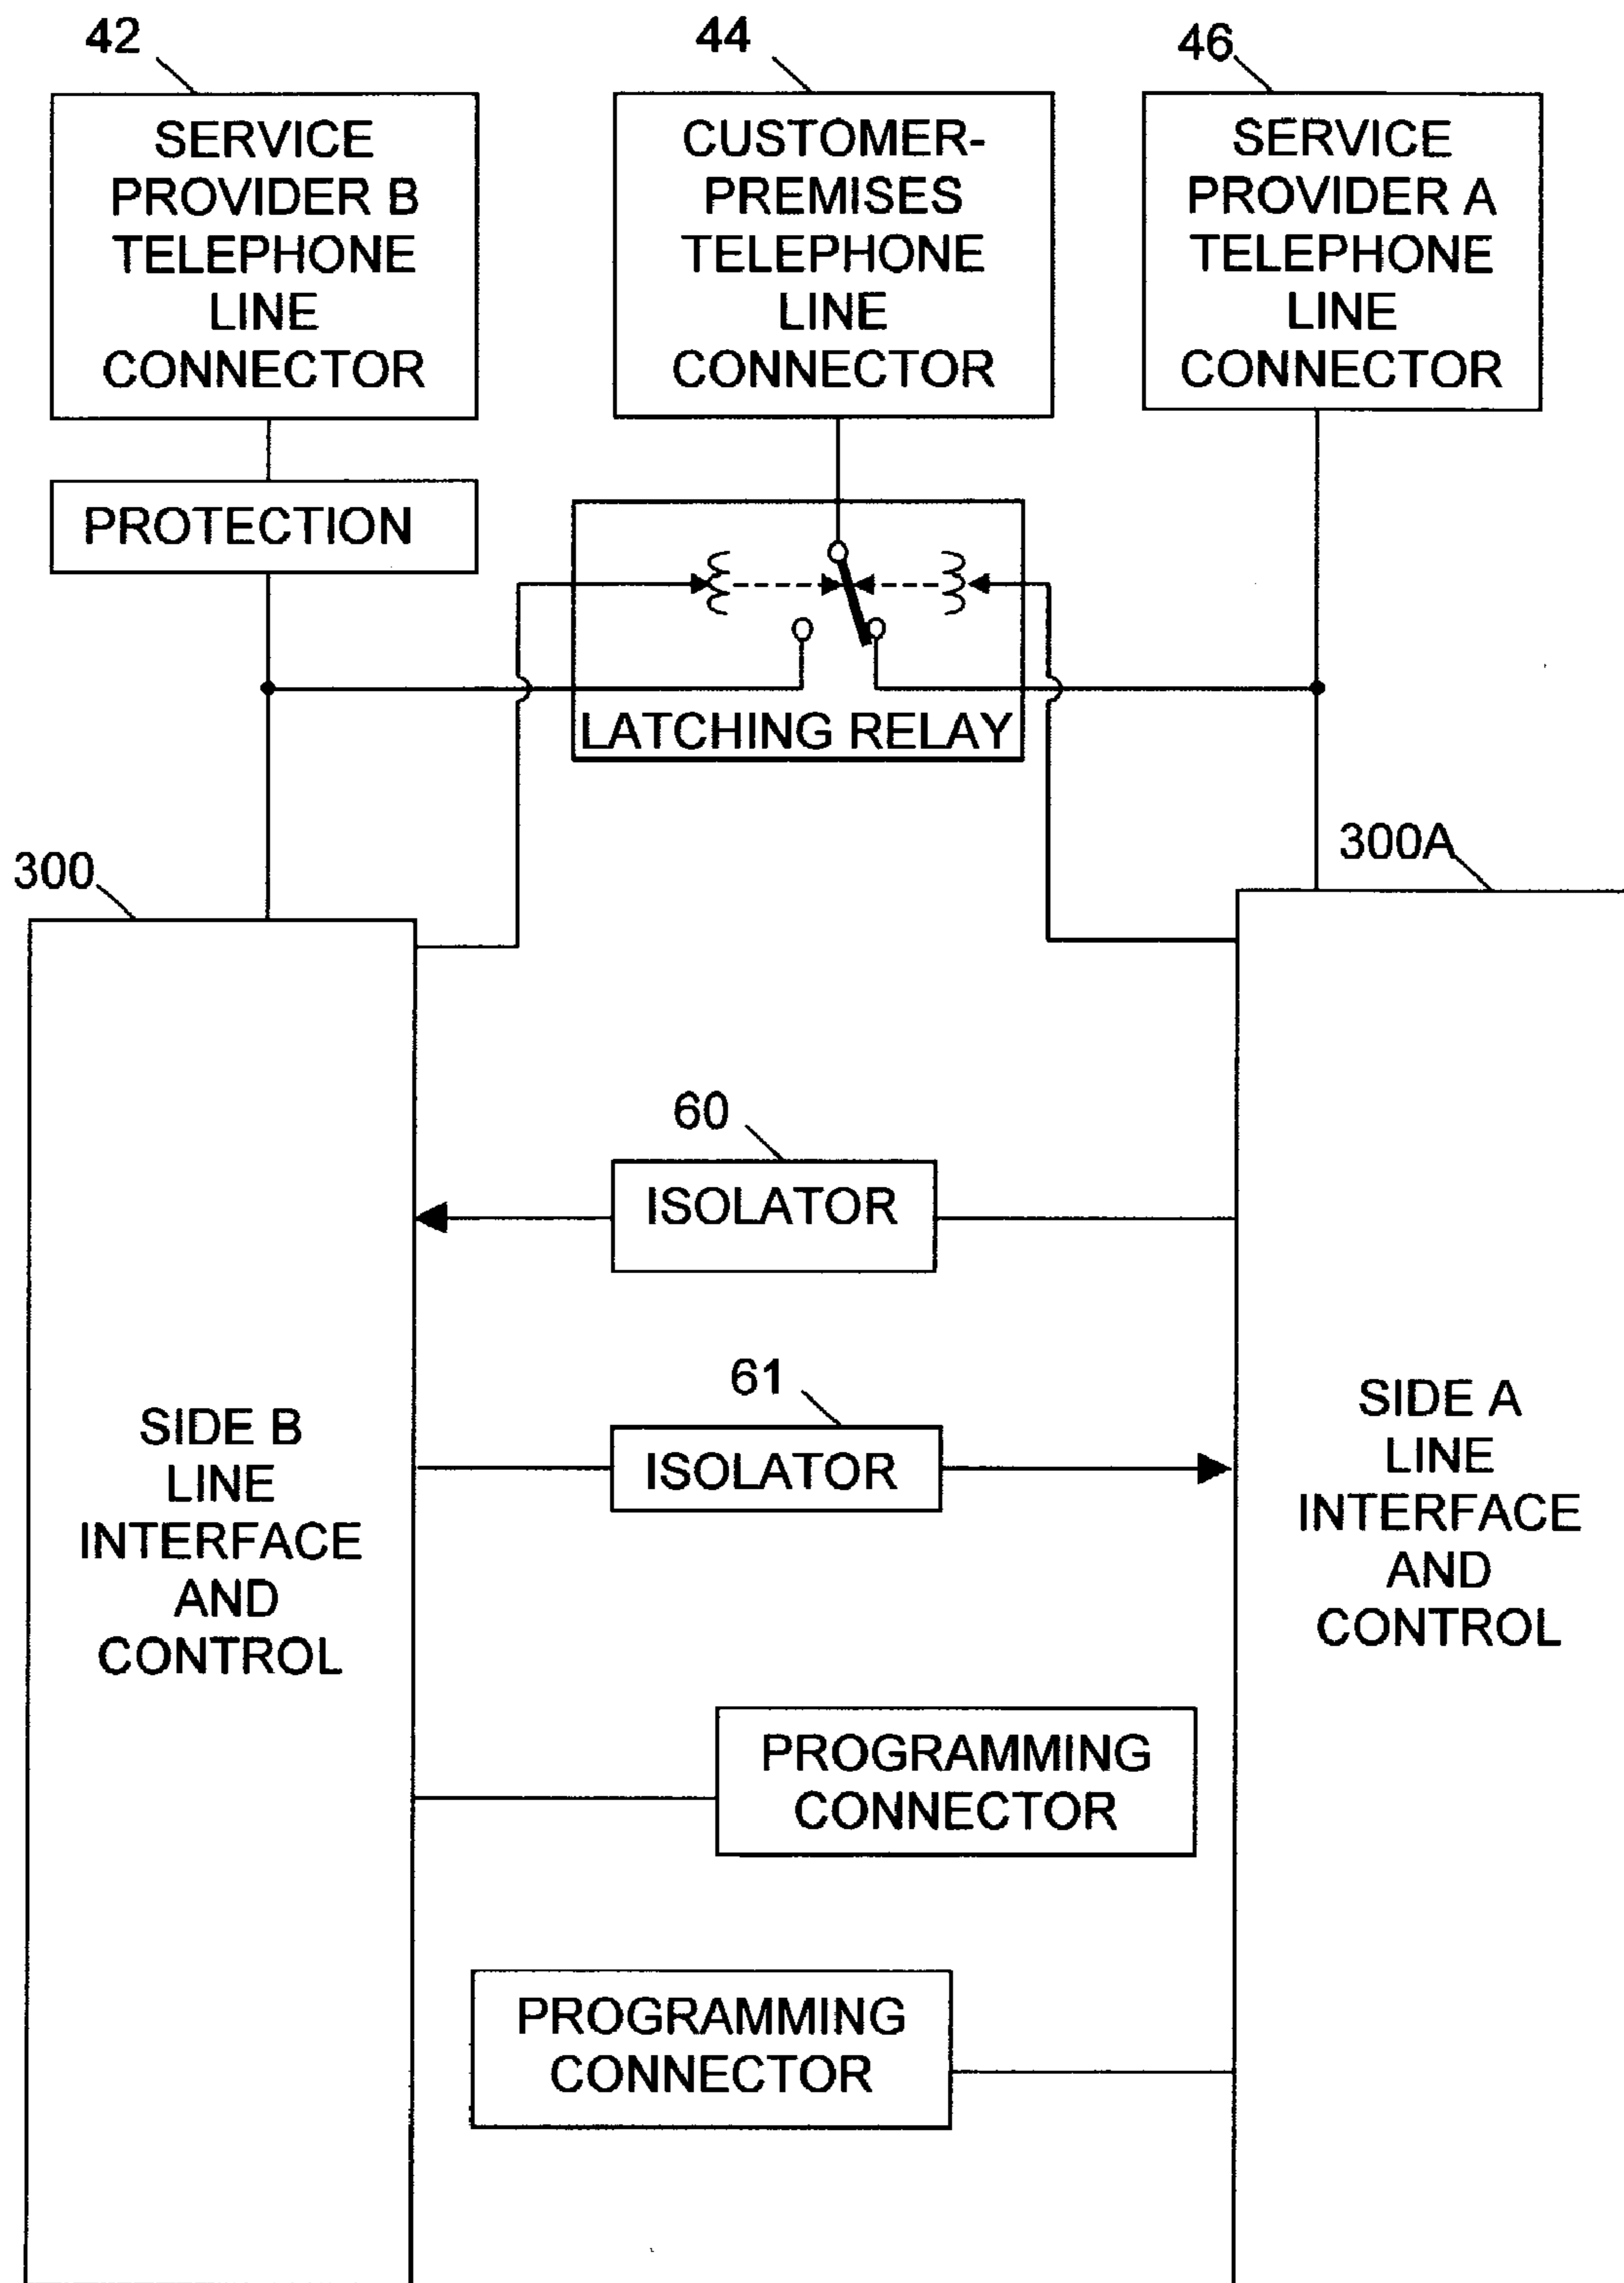 42
44
46
SERVICE
PROVIDER B
TELEPHONE
LINE
CONNECTOR
CUSTOMER-
PREMISES
TELEPHONE
LINE
CONNECTOR
SERVICE
PROVIDER A
TELEPHONE
LINE
CONNECTOR
PROTECTION
LATCHING RELAY
300
300A
60
ISOLATOR
61
ISOLATOR
SIDE B
LINE
INTERFACE
AND
CONTROL
SIDE A
LINE
INTERFACE
AND
CONTROL
PROGRAMMING
CONNECTOR
PROGRAMMING
CONNECTOR